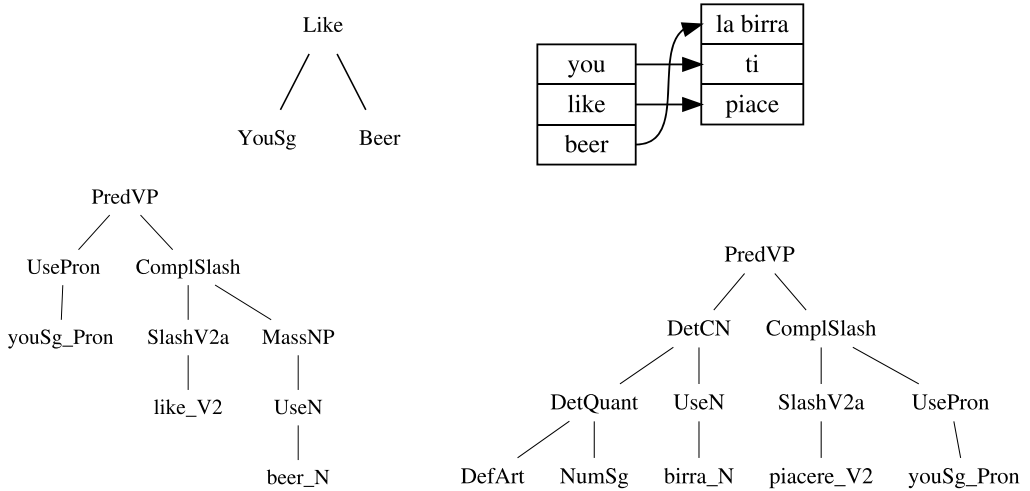 Like
YouSg Beer
you
like
beer
la birra
ti
piace
PredVP
UsePron ComplSlash
youSg_Pron SlashV2a MassNP
like_V2 UseN
beer_N
PredVP
DetCN ComplSlash
DetQuant UseN SlashV2a UsePron
DefArt NumSg birra_N piacere_V2 youSg_Pron